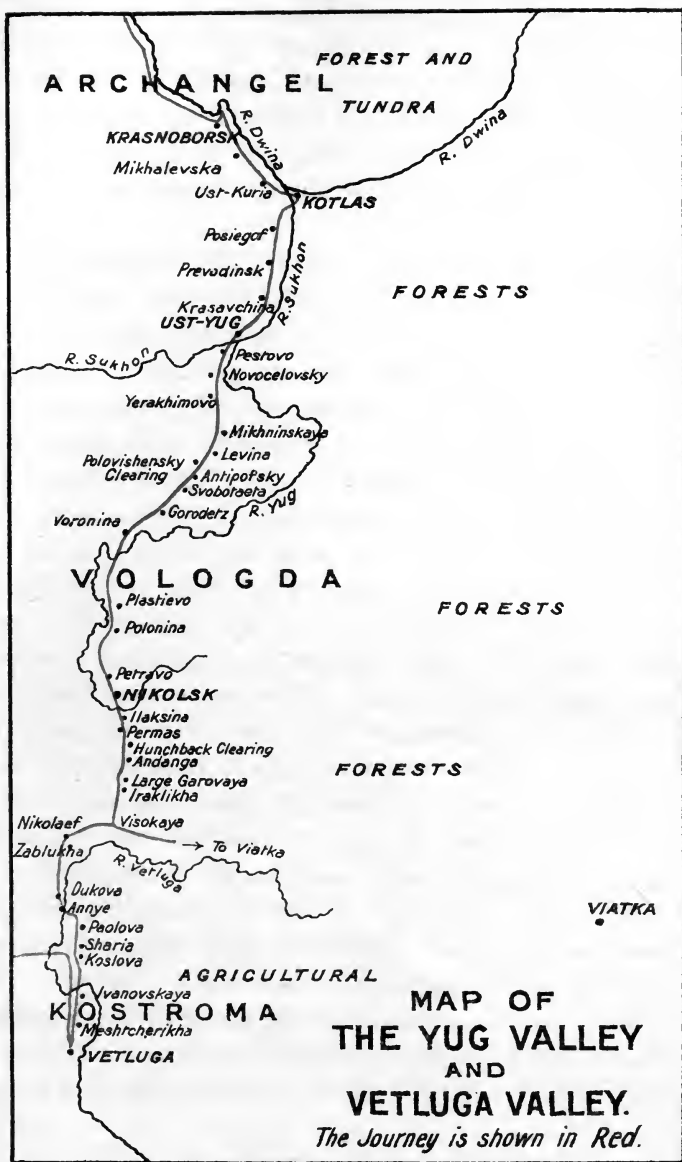 FOREST AND
TUNDRA
ARCHANGEL
R. Dwina
R. Dwina
KRASNOBORSK
Mikhalevska
Ust-Kuria
KOTLAS
Posiegof
Prevodinsk
R. Sukhon
FORESTS
Krasavchina
UST-YUG
R. Sukhon
Pestovo
Novocelovsky
Yerakhimovo
Mikhninskaya
Levina
Polovishensky
Clearing
Antipofsky
Svobotaeta
R. Yug
Gorodetz
Voronina
VOLOGDA
Plastievo
FORESTS
Polonina
Petravo
NIKOLSK
Ilaksina
Permas
Hunchback Clearing
Andanga
FORESTS
Large Garovaya
Iraklikha
Nikolaef
Visokaya
Zablukha
→ To Viatka
R. Vetluga
Dukova
Annye
VIATKA
Paolova
Sharia
Koslova
AGRICULTURAL
Ivanovskaya
KOSTROMA
Meshtcherikha
VETLUGA
MAP OF
THE YUG VALLEY
AND
VETLUGA VALLEY.
The Journey is shown in Red.